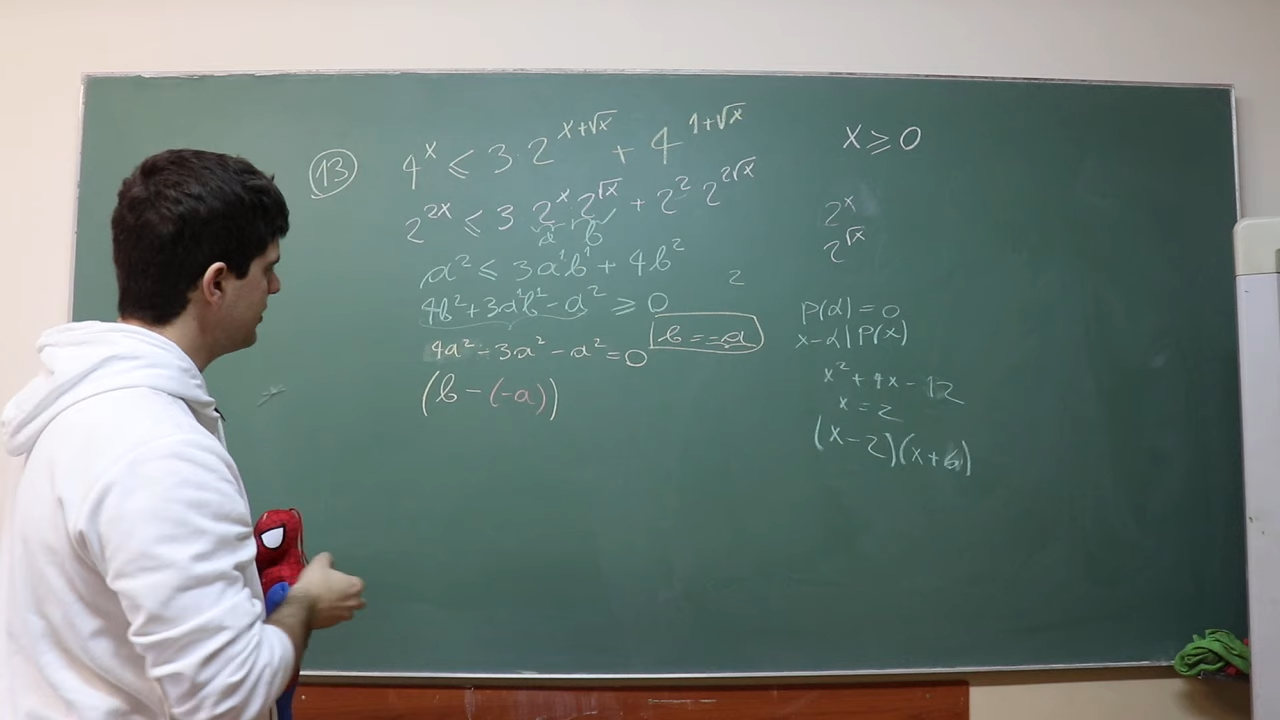 13 4^x ⩽ 3·2^{x+√x} + 4^{1+√x}
2^{2x} ⩽ 3 2^x 2^{√x} + 2^2 2^{2√x}
a b
a^2 ⩽ 3a^1b^1 + 4b^2
4b^2+3a^1b^1-a^2 ⩾ 0
4a^2-3a^2-a^2=0
b=-a
(b-(-a))
2
x ⩾ 0
2^x
2^{√x}
P(α)=0
x-α|P(x)
x^2+4x-12
x=2
(x-2)(x+6)